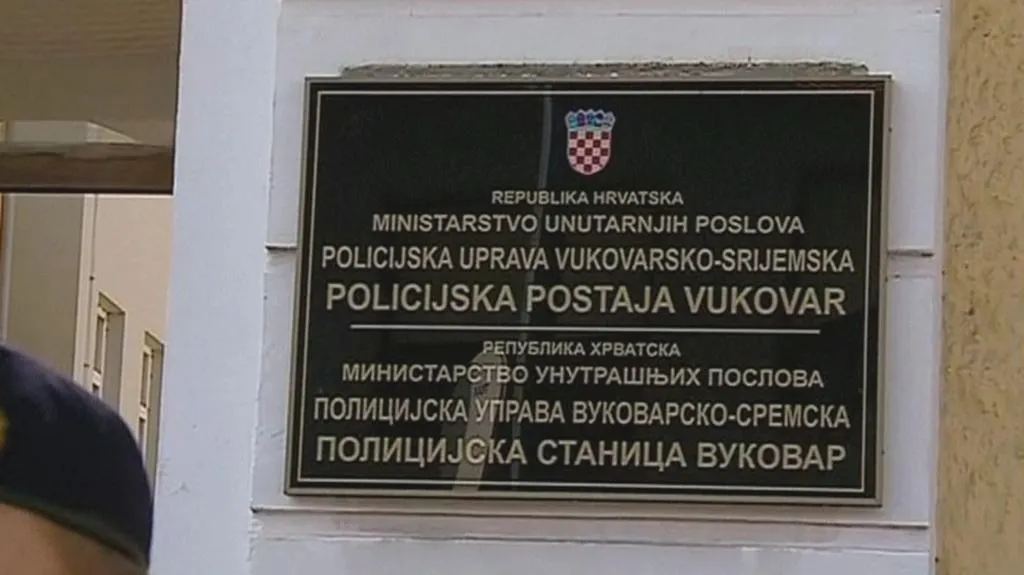 REPUBLIKA HRVATSKA
MINISTARSTVO UNUTARNJIH POSLOVA
POLICIJSKA UPRAVA VUKOVARSKO-SRIJEMSKA
POLICIJSKA POSTAJA VUKOVAR
РЕПУБЛИКА ХРВАТСКА
МИНИСТАРСТВО УНУТРАШЊИХ ПОСЛОВА
ПОЛИЦИЈСКА УПРАВА ВУКОВАРСКО-СРЕМСКА
ПОЛИЦИЈСКА СТАНИЦА ВУКОВАР